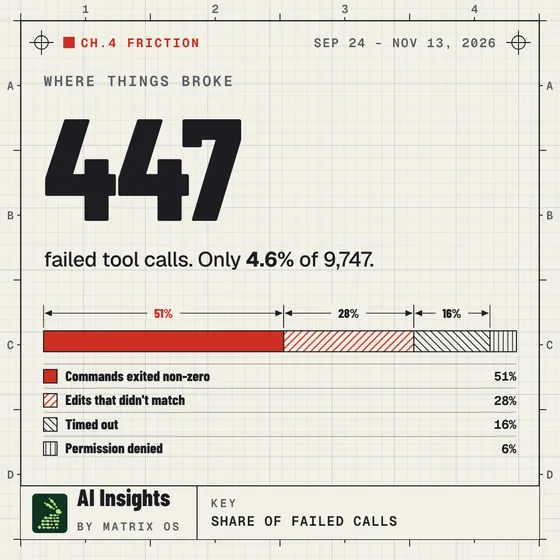 1 2 3 4
CH.4 FRICTION
SEP 24 – NOV 13, 2026
A A
WHERE THINGS BROKE
447
B B
failed tool calls. Only 4.6% of 9,747.
51% 28% 16%
C C
Commands exited non-zero 51%
Edits that didn't match 28%
Timed out 16%
Permission denied 6%
D D
AI Insights
BY MATRIX OS
KEY
SHARE OF FAILED CALLS